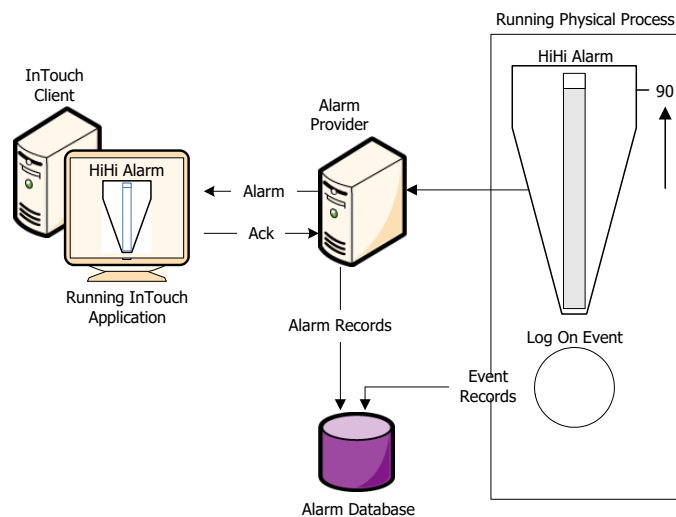 Running Physical Process
HiHi Alarm
90
InTouch
Client
Alarm
Provider
HiHi Alarm
Alarm
Ack
Running InTouch
Application
Alarm Records
Log On Event
Event
Records
Alarm Database